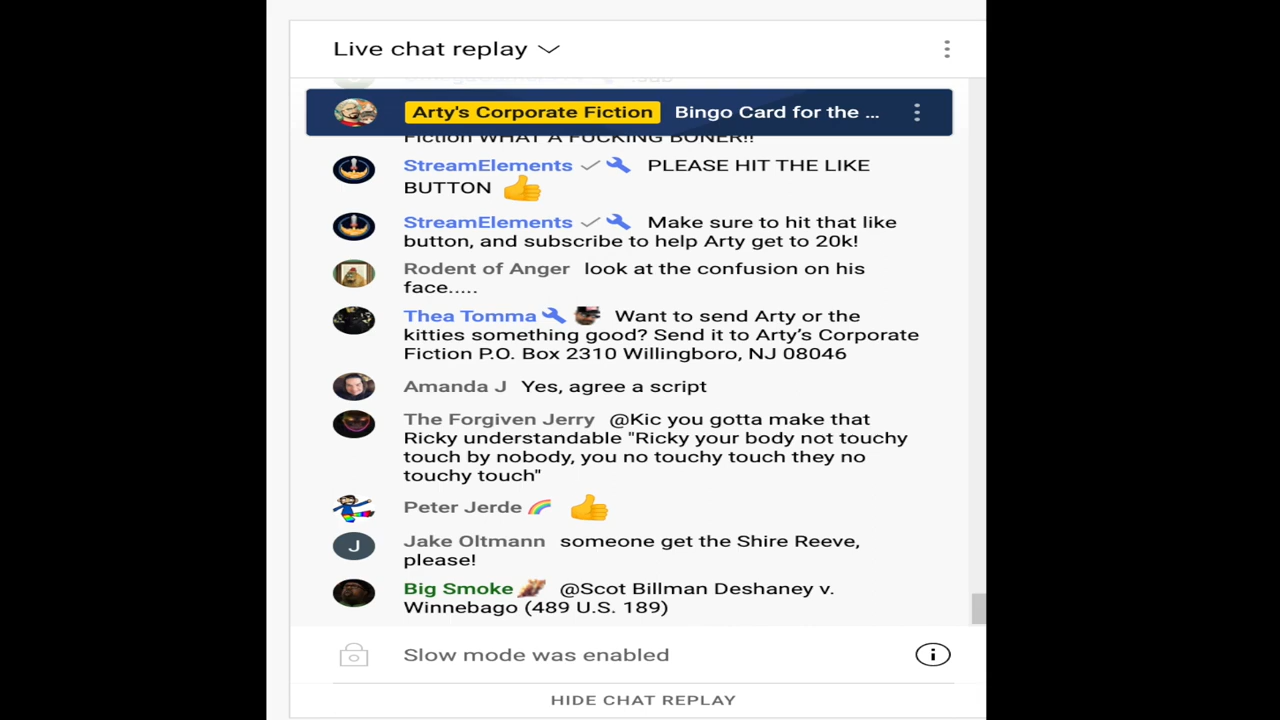 Live chat replay
Arty's Corporate Fiction Bingo Card for the ...
Fiction WHAT A FUCKING BONER!!
StreamElements PLEASE HIT THE LIKE
BUTTON
StreamElements Make sure to hit that like
button, and subscribe to help Arty get to 20k!
Rodent of Anger look at the confusion on his
face.....
Thea Tomma Want to send Arty or the
kitties something good? Send it to Arty’s Corporate
Fiction P.O. Box 2310 Willingboro, NJ 08046
Amanda J Yes, agree a script
The Forgiven Jerry @Kic you gotta make that
Ricky understandable "Ricky your body not touchy
touch by nobody, you no touchy touch they no
touchy touch"
Peter Jerde
J Jake Oltmann someone get the Shire Reeve,
please!
Big Smoke @Scot Billman Deshaney v.
Winnebago (489 U.S. 189)
Slow mode was enabled
HIDE CHAT REPLAY